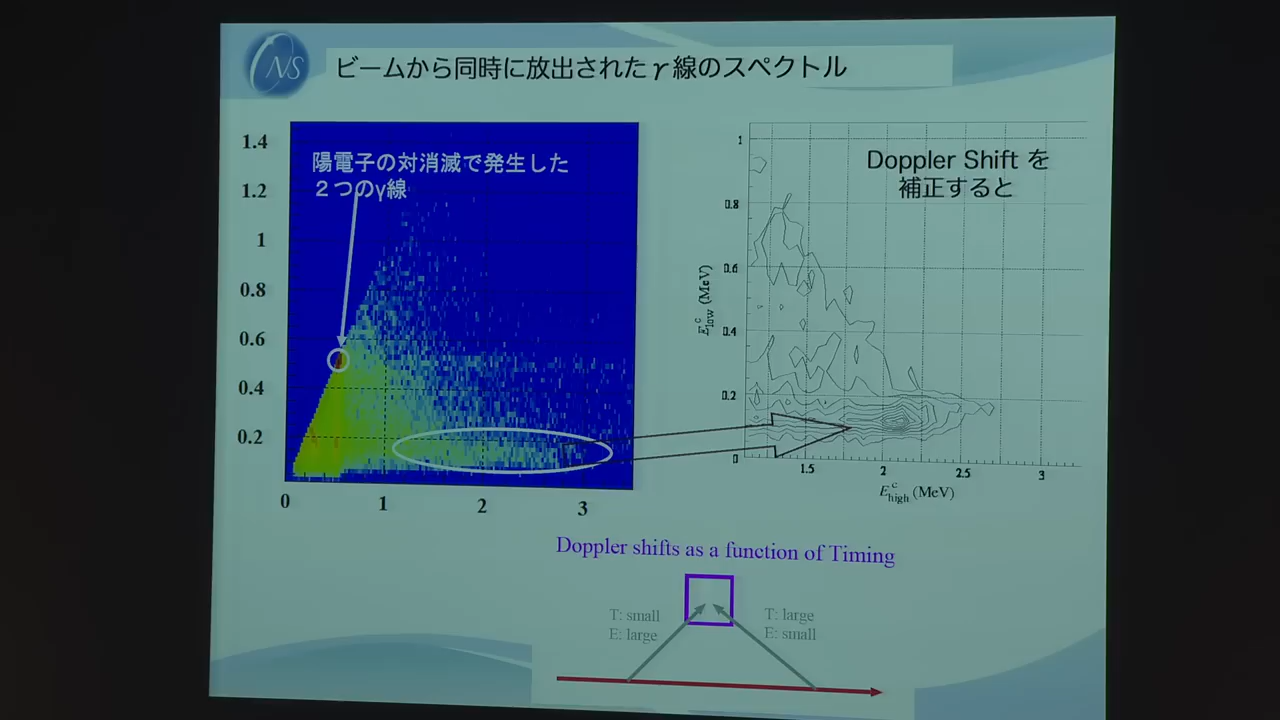 CNS
ビームから同時に放出されたγ線のスペクトル
陽電子の対消滅で発生した
２つのγ線
1.4
1.2
1
0.8
0.6
0.4
0.2
0
1
2
3
Doppler Shift を
補正すると
1
0.8
0.6
0.4
0.2
0
E^c_low (MeV)
1.5
2
2.5
3
E^c_high (MeV)
Doppler shifts as a function of Timing
T: small
E: large
T: large
E: small